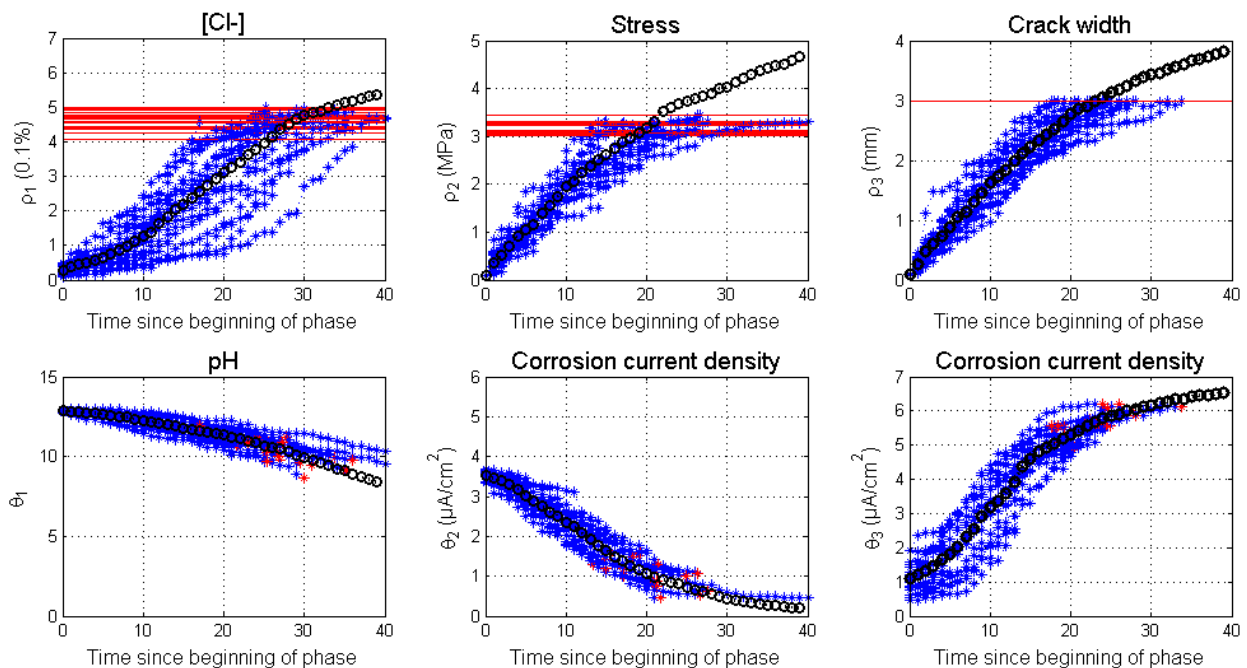 [Cl-]
7
6
5
4
3
2
1
0
ρ1 (0.1%)
0 10 20 30 40
Time since beginning of phase
Stress
5
4
3
2
1
0
ρ2 (MPa)
0 10 20 30 40
Time since beginning of phase
Crack width
4
3
2
1
0
ρ3 (mm)
0 10 20 30 40
Time since beginning of phase
pH
15
10
5
0
θ1
0 10 20 30 40
Time since beginning of phase
Corrosion current density
6
5
4
3
2
1
0
θ2 (µA/cm²)
0 10 20 30 40
Time since beginning of phase
Corrosion current density
7
6
5
4
3
2
1
0
θ3 (µA/cm²)
0 10 20 30 40
Time since beginning of phase